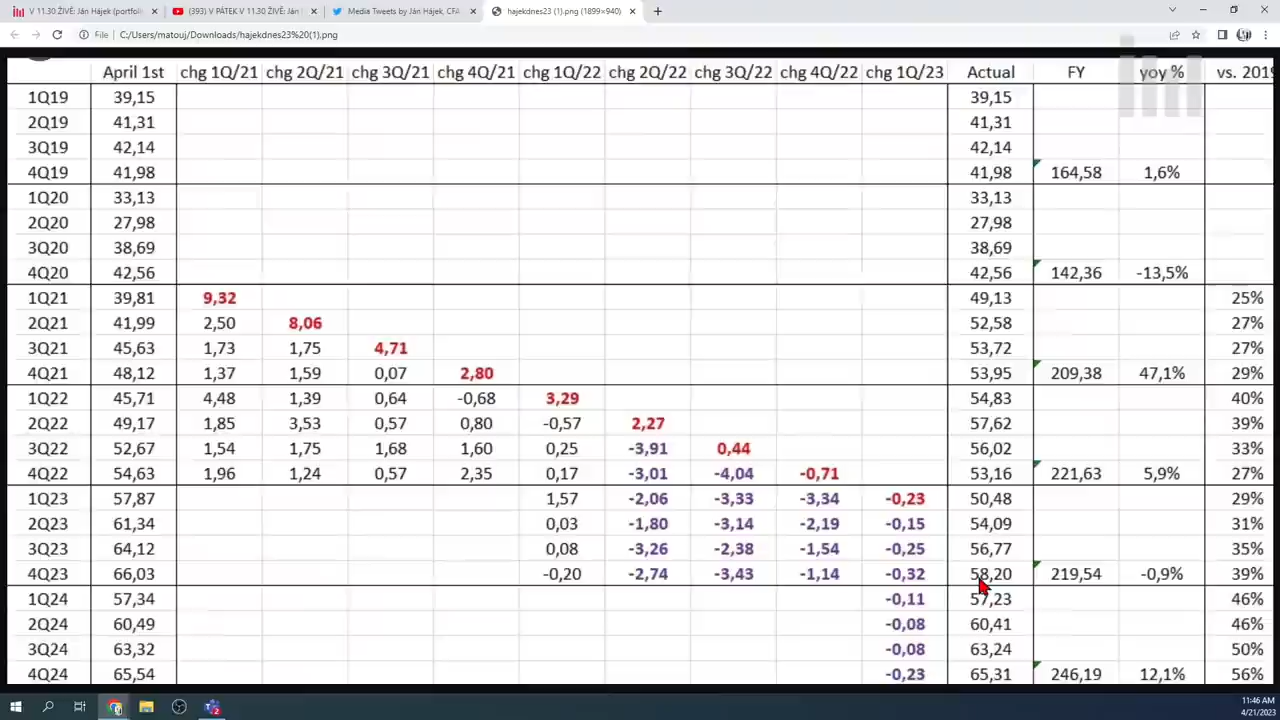 V 11.30 ŽIVĚ: Ján Hájek (portfol
(393) V PÁTEK V 11.30 ŽIVĚ: Ján
Media Tweets by Ján Hájek, CFA
hajekdnes23 (1).png (1899×940)
File C:/Users/matouj/Downloads/hajekdnes23%20(1).png
April 1st chg 1Q/21 chg 2Q/21 chg 3Q/21 chg 4Q/21 chg 1Q/22 chg 2Q/22 chg 3Q/22 chg 4Q/22 chg 1Q/23 Actual FY yoy % vs. 2019
1Q19 39,15 39,15
2Q19 41,31 41,31
3Q19 42,14 42,14
4Q19 41,98 41,98 164,58 1,6%
1Q20 33,13 33,13
2Q20 27,98 27,98
3Q20 38,69 38,69
4Q20 42,56 42,56 142,36 -13,5%
1Q21 39,81 9,32 49,13 25%
2Q21 41,99 2,50 8,06 52,58 27%
3Q21 45,63 1,73 1,75 4,71 53,72 27%
4Q21 48,12 1,37 1,59 0,07 2,80 53,95 209,38 47,1% 29%
1Q22 45,71 4,48 1,39 0,64 -0,68 3,29 54,83 40%
2Q22 49,17 1,85 3,53 0,57 0,80 -0,57 2,27 57,62 39%
3Q22 52,67 1,54 1,75 1,68 1,60 0,25 -3,91 0,44 56,02 33%
4Q22 54,63 1,96 1,24 0,57 2,35 0,17 -3,01 -4,04 -0,71 53,16 221,63 5,9% 27%
1Q23 57,87 1,57 -2,06 -3,33 -3,34 -0,23 50,48 29%
2Q23 61,34 0,03 -1,80 -3,14 -2,19 -0,15 54,09 31%
3Q23 64,12 0,08 -3,26 -2,38 -1,54 -0,25 56,77 35%
4Q23 66,03 -0,20 -2,74 -3,43 -1,14 -0,32 58,20 219,54 -0,9% 39%
1Q24 57,34 -0,11 57,23 46%
2Q24 60,49 -0,08 60,41 46%
3Q24 63,32 -0,08 63,24 50%
4Q24 65,54 -0,23 65,31 246,19 12,1% 56%
11:46 AM
4/21/2023